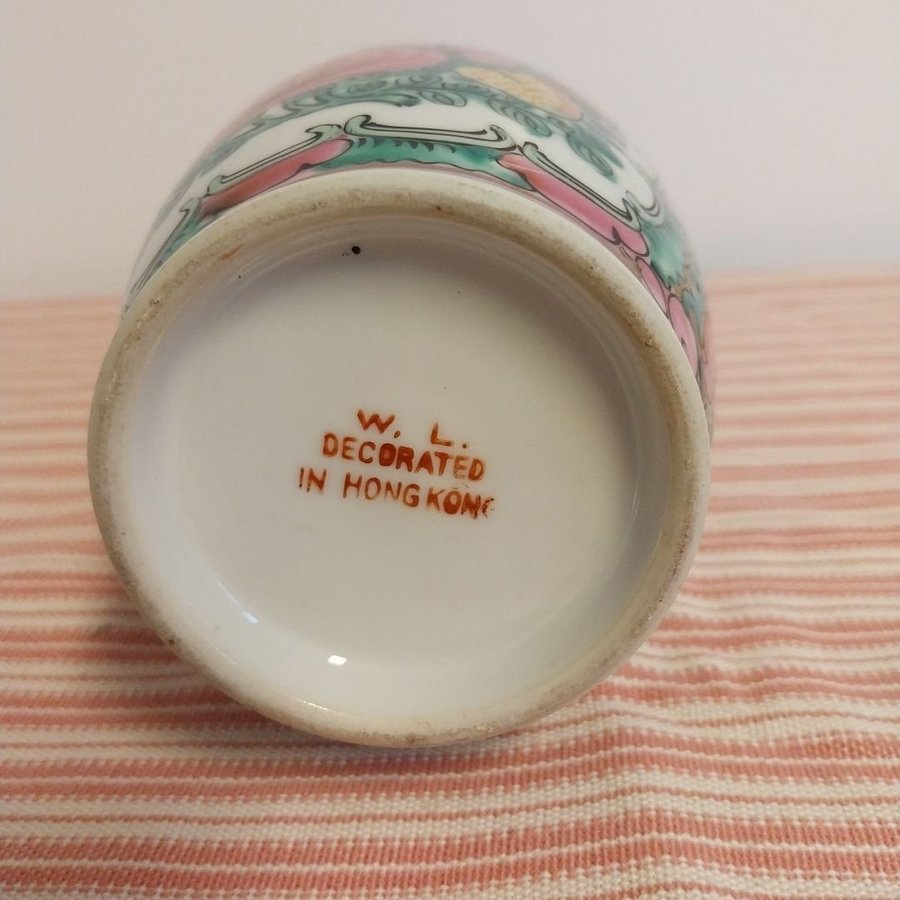 W. L.
DECORATED
IN HONG KONG